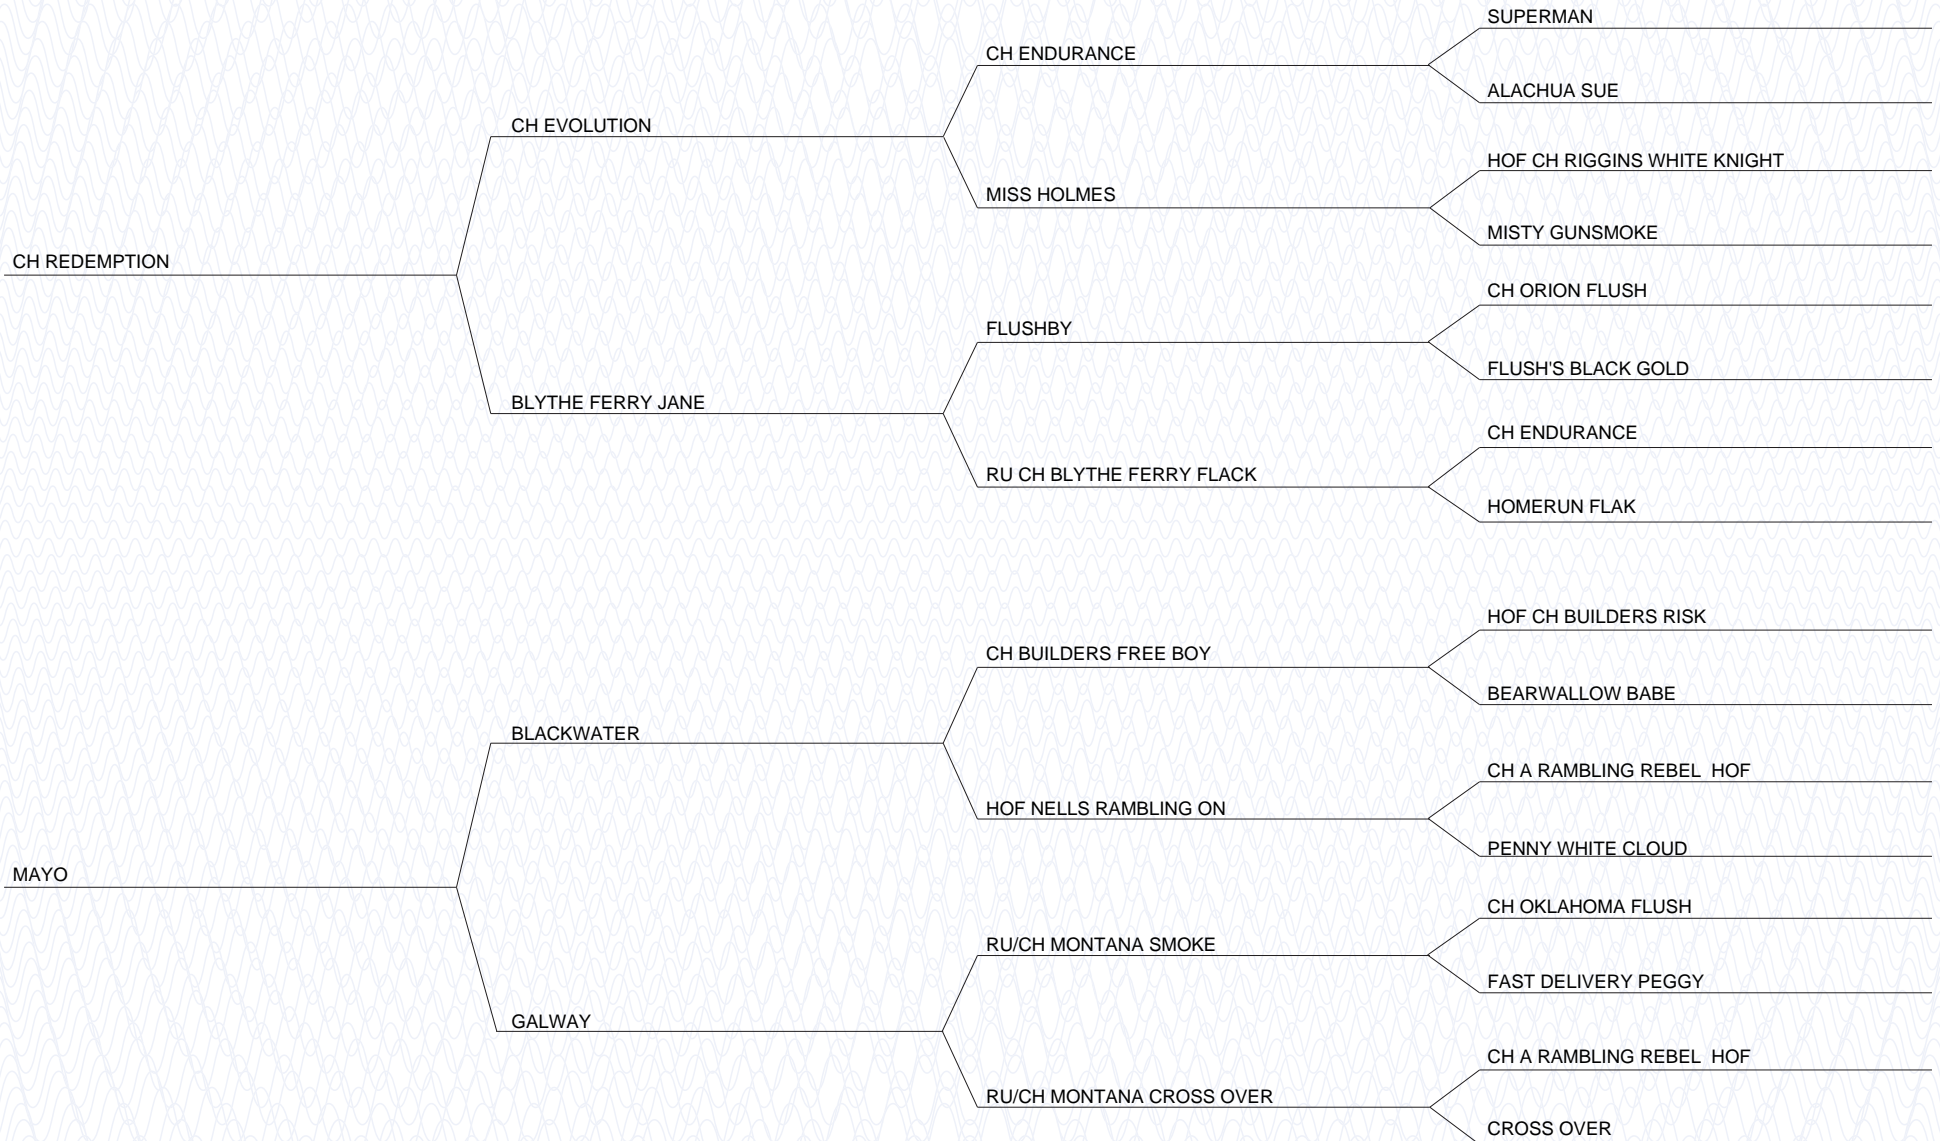 SUPERMAN
CH ENDURANCE
ALACHUA SUE
CH EVOLUTION
HOF CH RIGGINS WHITE KNIGHT
MISS HOLMES
MISTY GUNSMOKE
CH REDEMPTION
CH ORION FLUSH
FLUSHBY
FLUSH'S BLACK GOLD
BLYTHE FERRY JANE
CH ENDURANCE
RU CH BLYTHE FERRY FLACK
HOMERUN FLAK
HOF CH BUILDERS RISK
CH BUILDERS FREE BOY
BEARWALLOW BABE
BLACKWATER
CH A RAMBLING REBEL  HOF
HOF NELLS RAMBLING ON
PENNY WHITE CLOUD
MAYO
CH OKLAHOMA FLUSH
RU/CH MONTANA SMOKE
FAST DELIVERY PEGGY
GALWAY
CH A RAMBLING REBEL  HOF
RU/CH MONTANA CROSS OVER
CROSS OVER